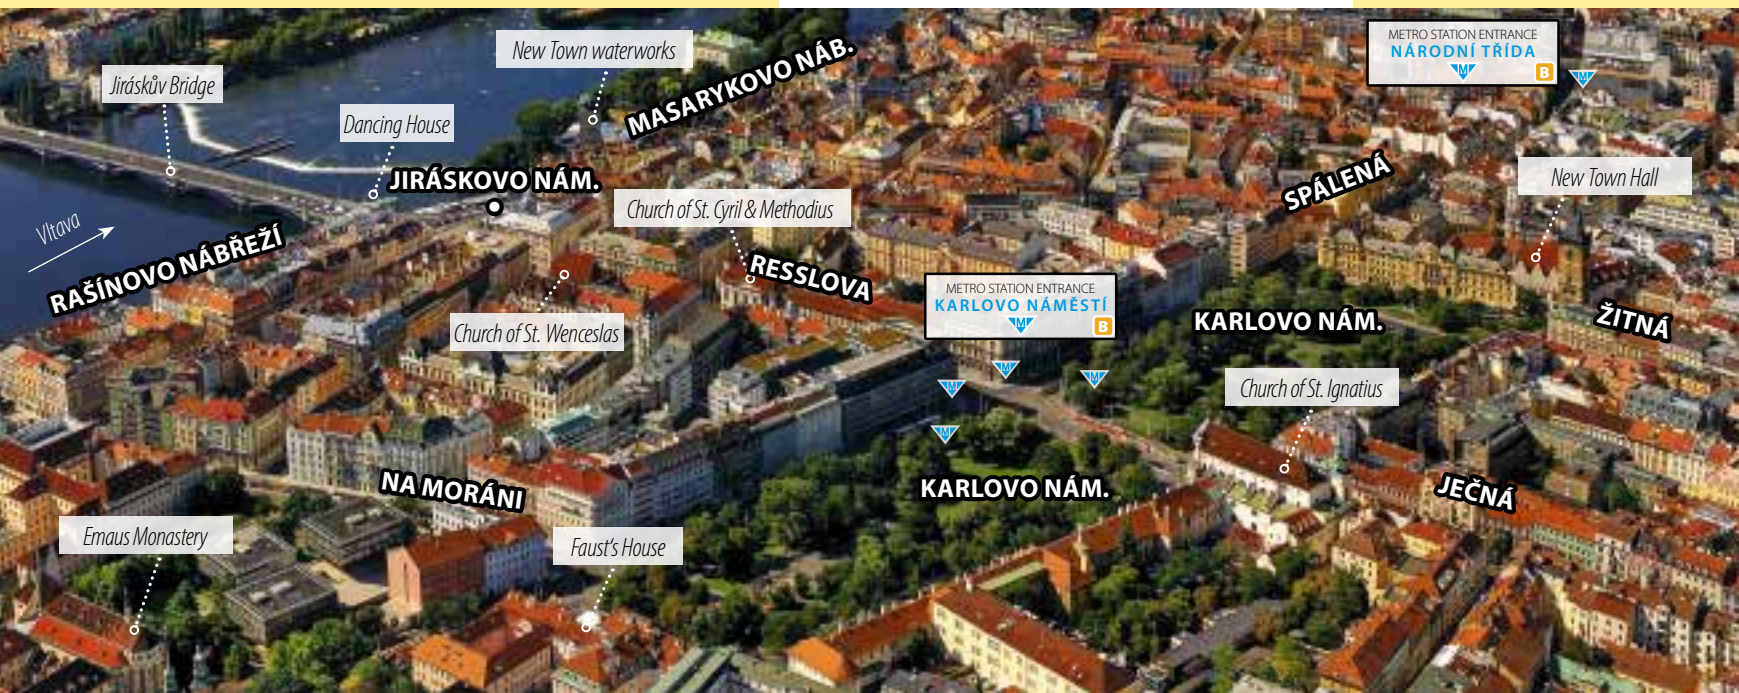 METRO STATION ENTRANCE
NÁRODNÍ TŘÍDA
M
B
M
New Town waterworks
MASARYKOVO NÁB.
Jiráskův Bridge
Dancing House
JIRÁSKOVO NÁM.
Church of St. Cyril & Methodius
SPÁLENÁ
New Town Hall
Vltava
RAŠÍNOVO NÁBŘEŽÍ
RESSLOVA
METRO STATION ENTRANCE
KARLOVO NÁMĚSTÍ
M
B
KARLOVO NÁM.
ŽITNÁ
Church of St. Wenceslas
M
M
M
M
Church of St. Ignatius
NA MORÁNI
KARLOVO NÁM.
JEČNÁ
Emaus Monastery
Faust's House